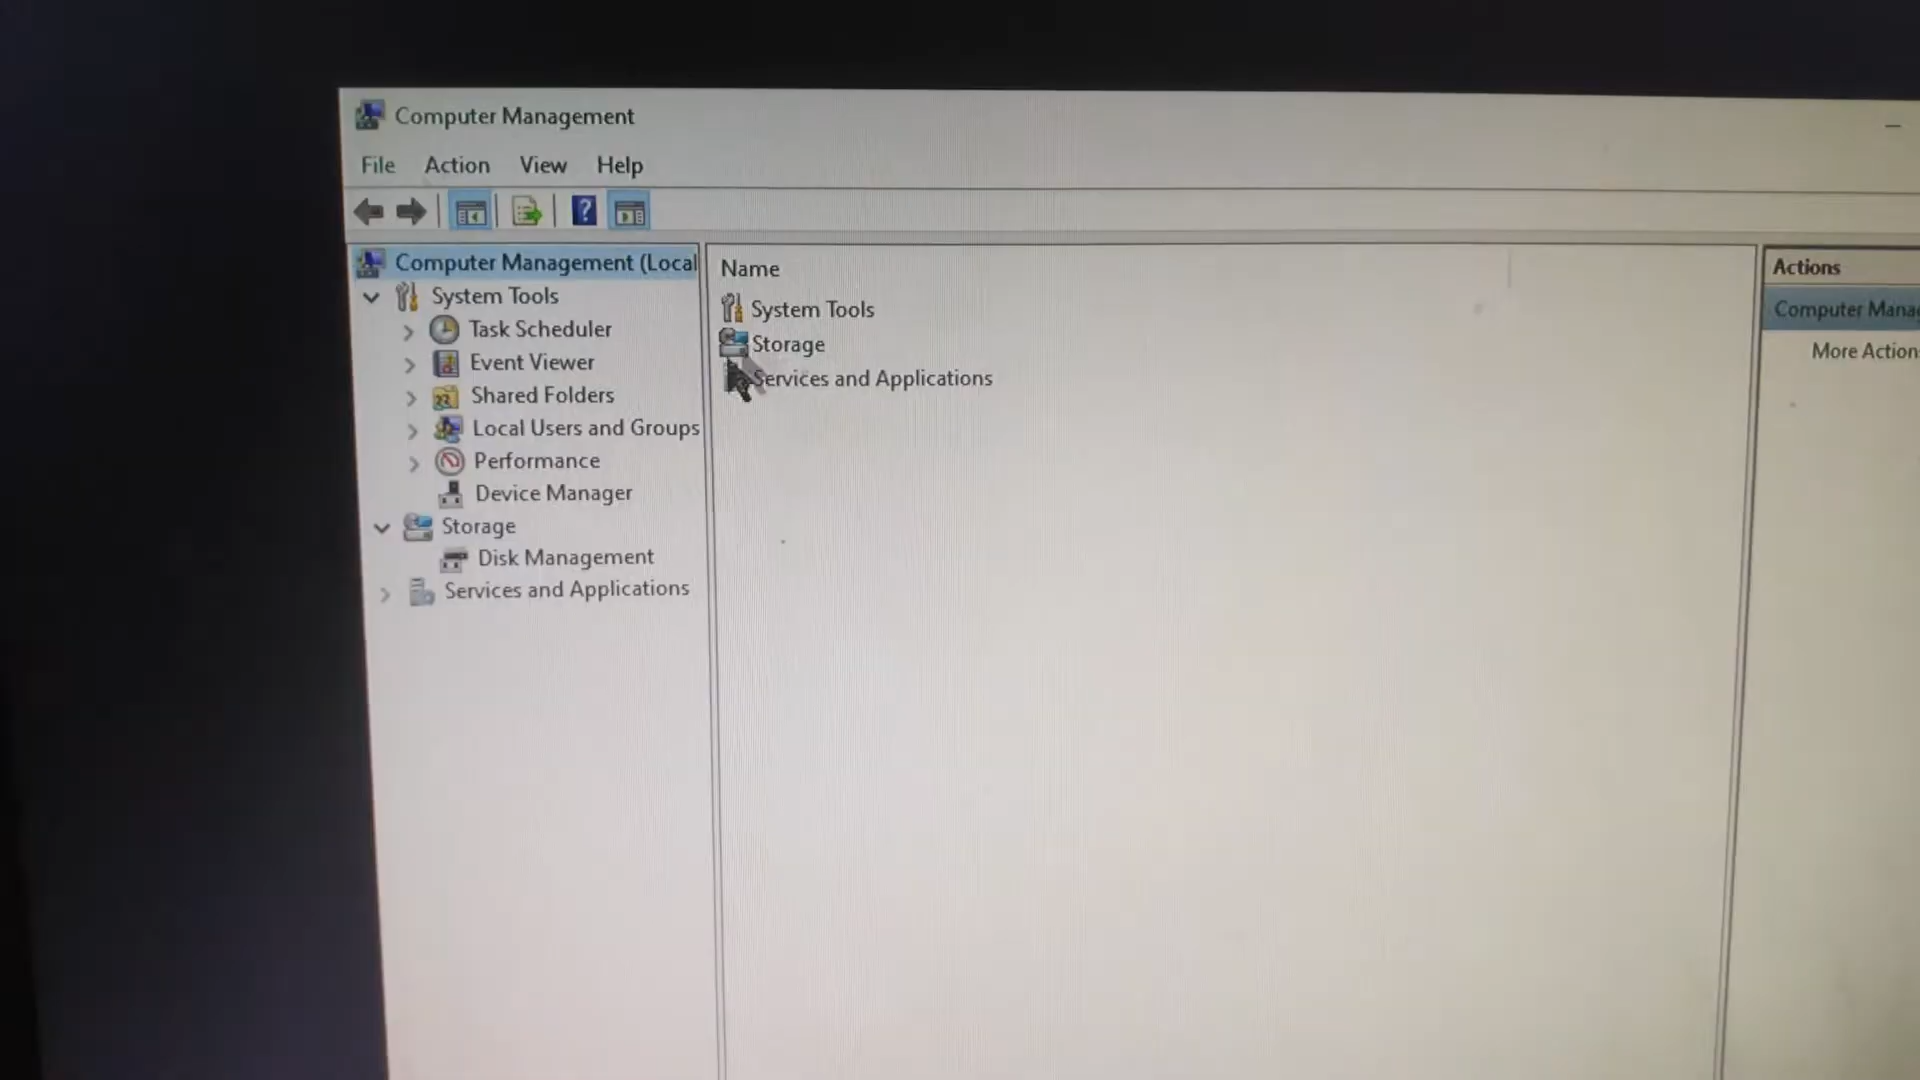 Computer Management
File Action View Help
Computer Management (Local
System Tools
Task Scheduler
Event Viewer
Shared Folders
Local Users and Groups
Performance
Device Manager
Storage
Disk Management
Services and Applications
Name
System Tools
Storage
Services and Applications
Actions
Computer Manag
More Action